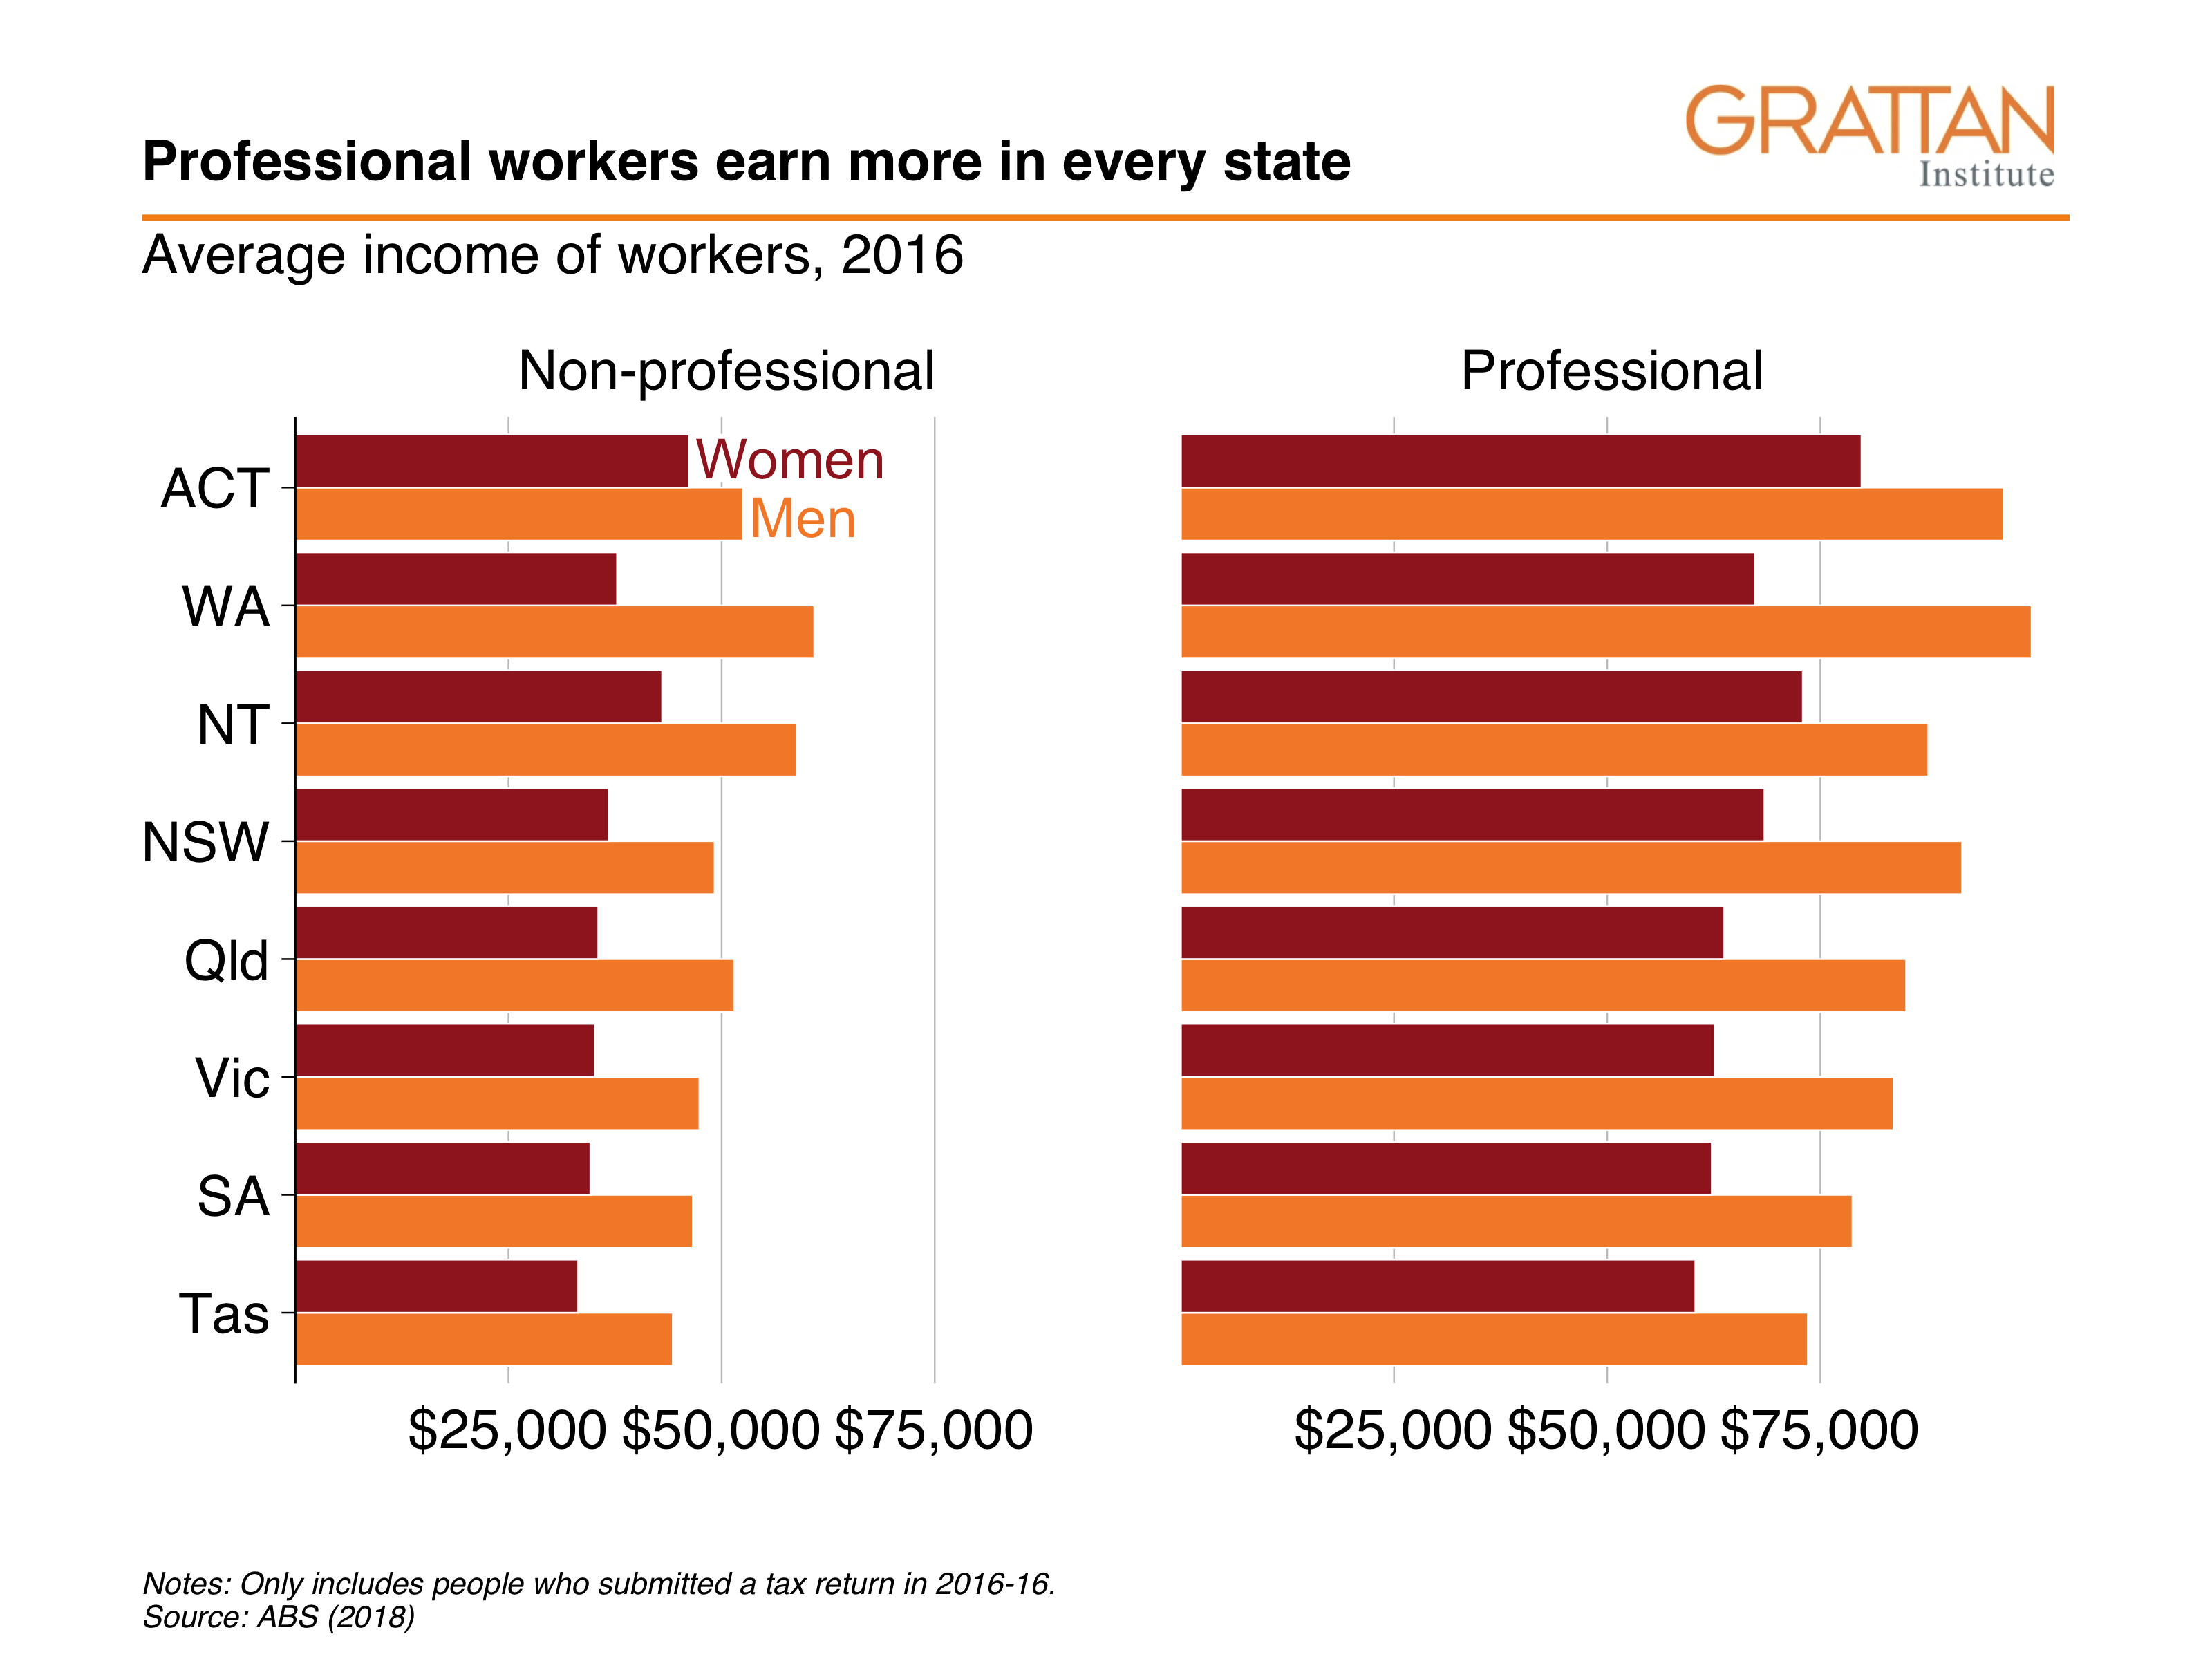 GRATTAN
Institute
Professional workers earn more in every state
Average income of workers, 2016
Non-professional
Professional
ACT
Women
Men
WA
NT
NSW
Qld
Vic
SA
Tas
$25,000 $50,000 $75,000
$25,000 $50,000 $75,000
Notes: Only includes people who submitted a tax return in 2016-16.
Source: ABS (2018)